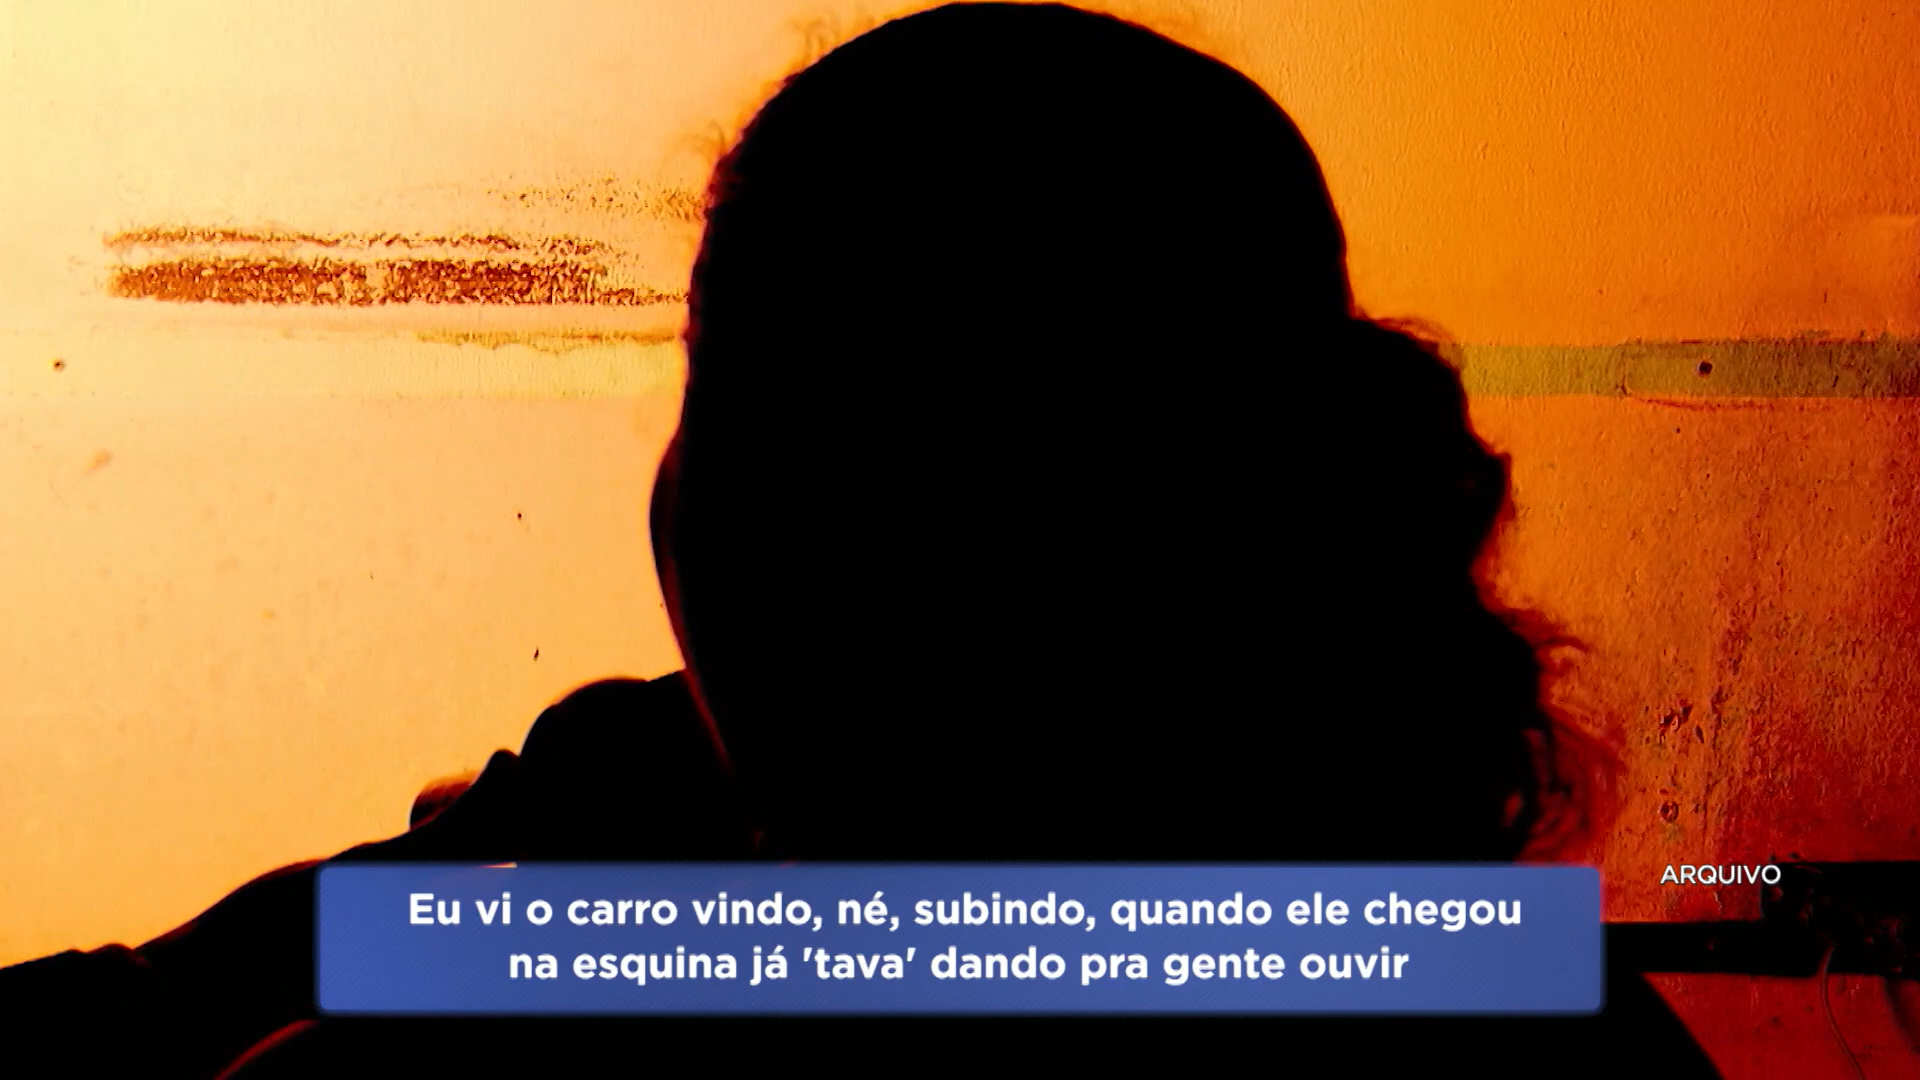 ARQUIVO
Eu vi o carro vindo, né, subindo, quando ele chegou
na esquina já 'tava' dando pra gente ouvir